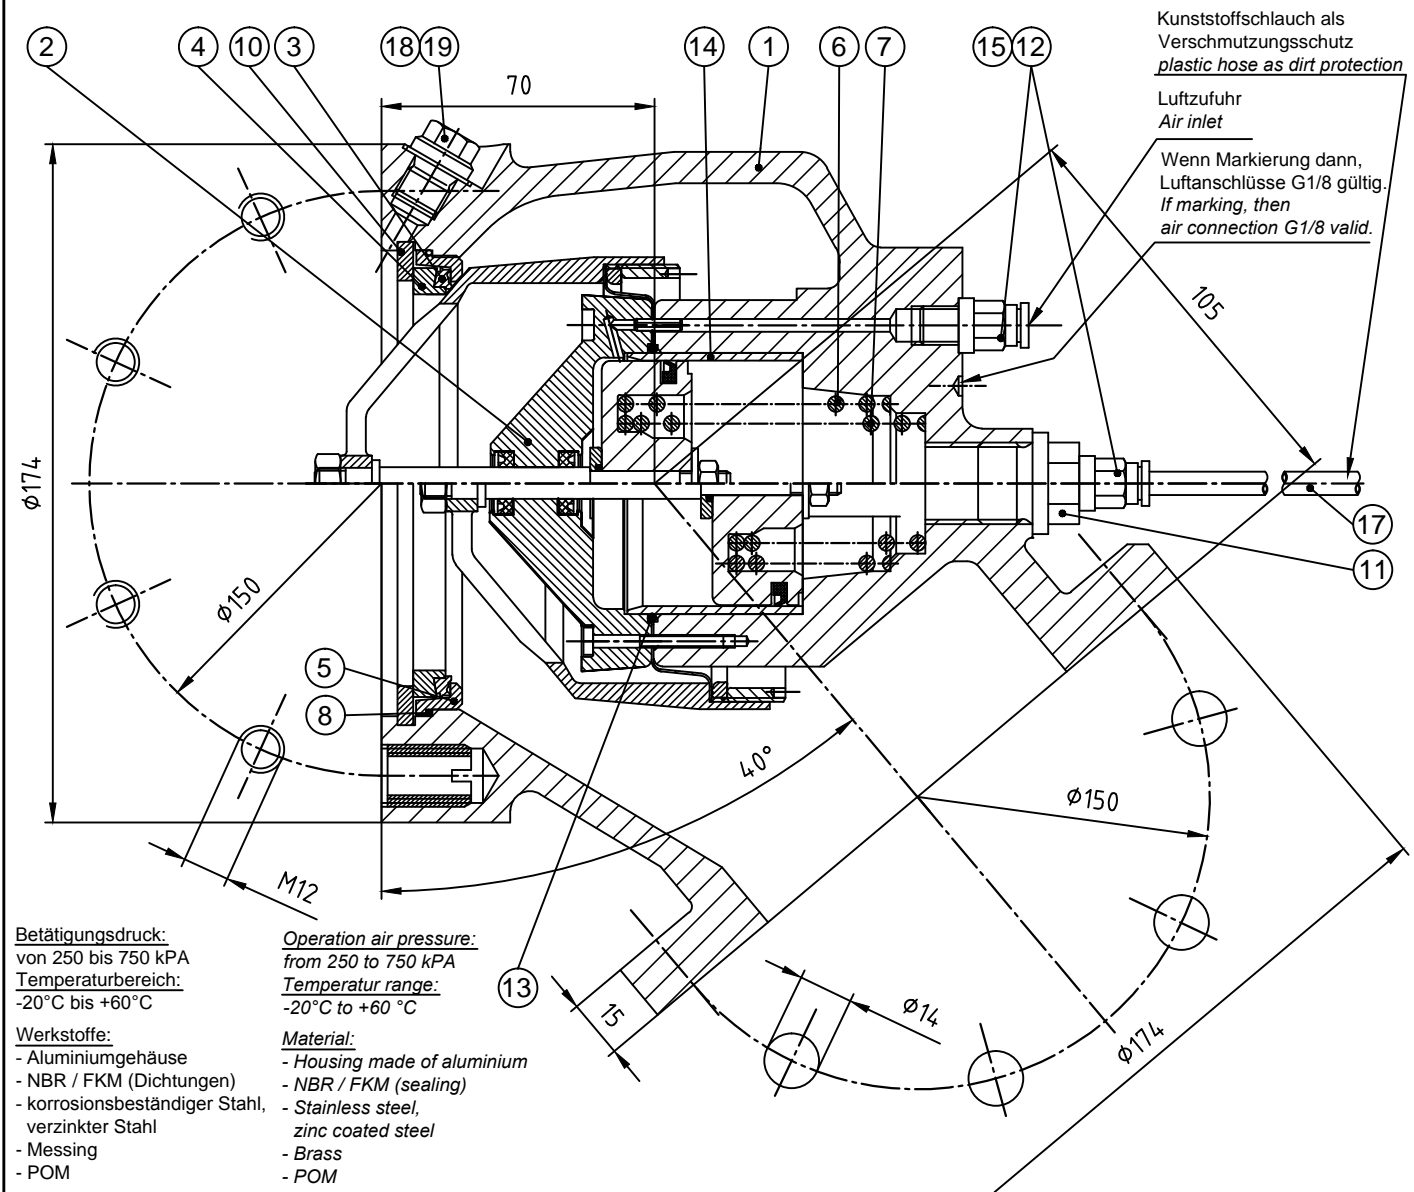 Kunststoffschlauch als
Verschmutzungsschutz
plastic hose as dirt protection
2
4
10
3
18
19
14
1
6
7
15
12
70
Luftzufuhr
Air inlet
Wenn Markierung dann,
Luftanschlüsse G1/8 gültig.
If marking, then
air connection G1/8 valid.
105
ϕ174
17
11
ϕ150
5
8
40°
ϕ150
M12
13
15
ϕ14
ϕ174
Betätigungsdruck:
von 250 bis 750 kPA
Temperaturbereich:
-20°C bis +60°C
Werkstoffe:
- Aluminiumgehäuse
- NBR / FKM (Dichtungen)
- korrosionsbeständiger Stahl,
verzinkter Stahl
- Messing
- POM
Operation air pressure:
from 250 to 750 kPA
Temperatur range:
-20°C to +60 °C
Material:
- Housing made of aluminium
- NBR / FKM (sealing)
- Stainless steel,
zinc coated steel
- Brass
- POM